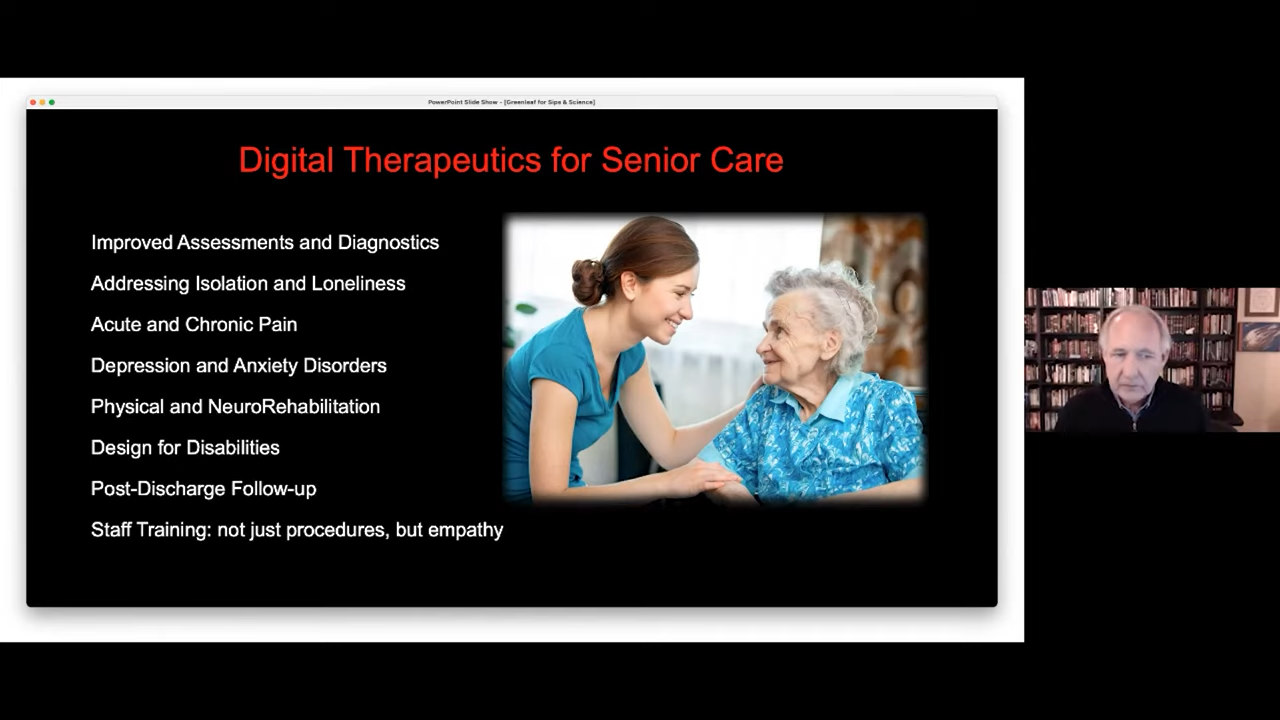 PowerPoint Slide Show - [Greenleaf for Sips & Science]
Digital Therapeutics for Senior Care
Improved Assessments and Diagnostics
Addressing Isolation and Loneliness
Acute and Chronic Pain
Depression and Anxiety Disorders
Physical and NeuroRehabilitation
Design for Disabilities
Post-Discharge Follow-up
Staff Training: not just procedures, but empathy